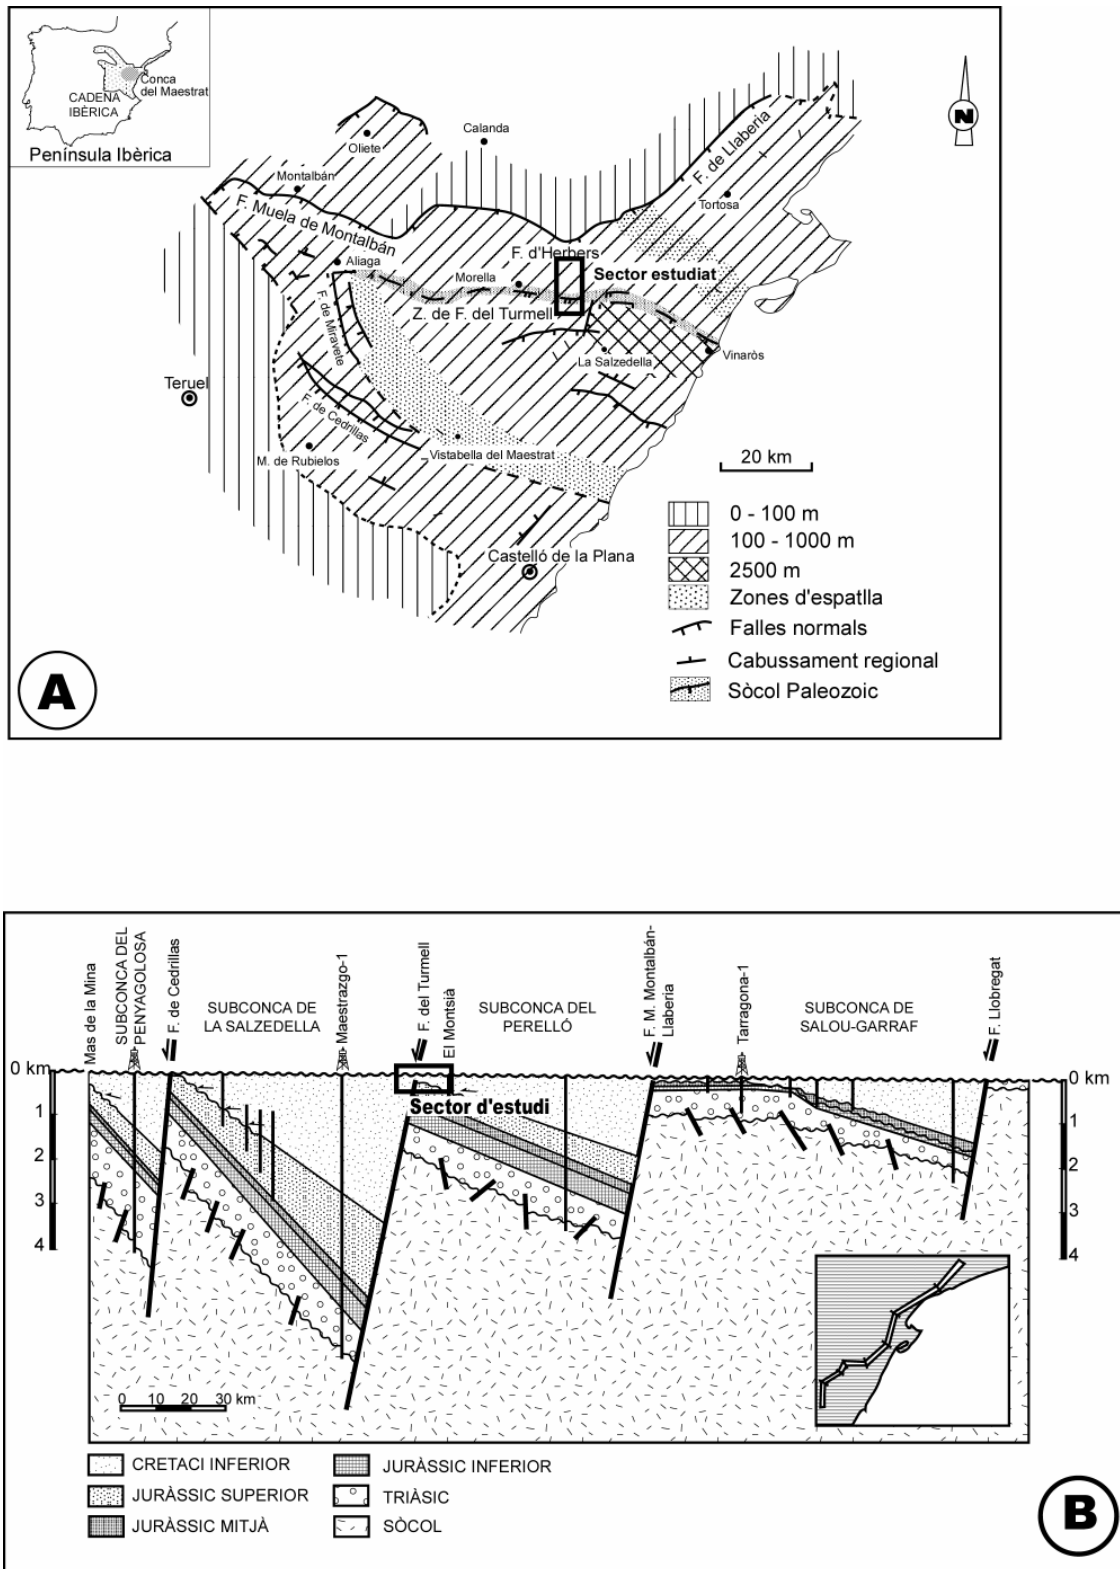 Conca
del Maestrat
CADENA
IBÈRICA
Península Ibèrica
N
Calanda
Oliete
Montalbán
F. de Llaberia
Tortosa
F. Muela de Montalbán
Aliaga
F. d'Herbers
Morella
Sector estudiat
F. de Miravete
Z. de F. del Turmell
La Salzedella
Vinaròs
Teruel
F. de Cedrillas
M. de Rubielos
Vistabella del Maestrat
20 km
Castelló de la Plana
0 - 100 m
100 - 1000 m
2500 m
Zones d'espatlla
Falles normals
Cabussament regional
Sòcol Paleozoic
A
Mas de la Mina
SUBCONCA DEL
PENYAGOLOSA
F. de Cedrillas
SUBCONCA DE
LA SALZEDELLA
Maestrazgo-1
F. del Turmell
El Montsià
SUBCONCA DEL
PERELLÓ
F. M. Montalbán-
Llaberia
Tarragona-1
SUBCONCA DE
SALOU-GARRAF
F. Llobregat
0 km
1
2
3
4
Sector d'estudi
0 km
1
2
3
4
0 10 20 30 km
CRETACI INFERIOR
JURÀSSIC SUPERIOR
JURÀSSIC MITJÀ
JURÀSSIC INFERIOR
TRIÀSIC
SÒCOL
B